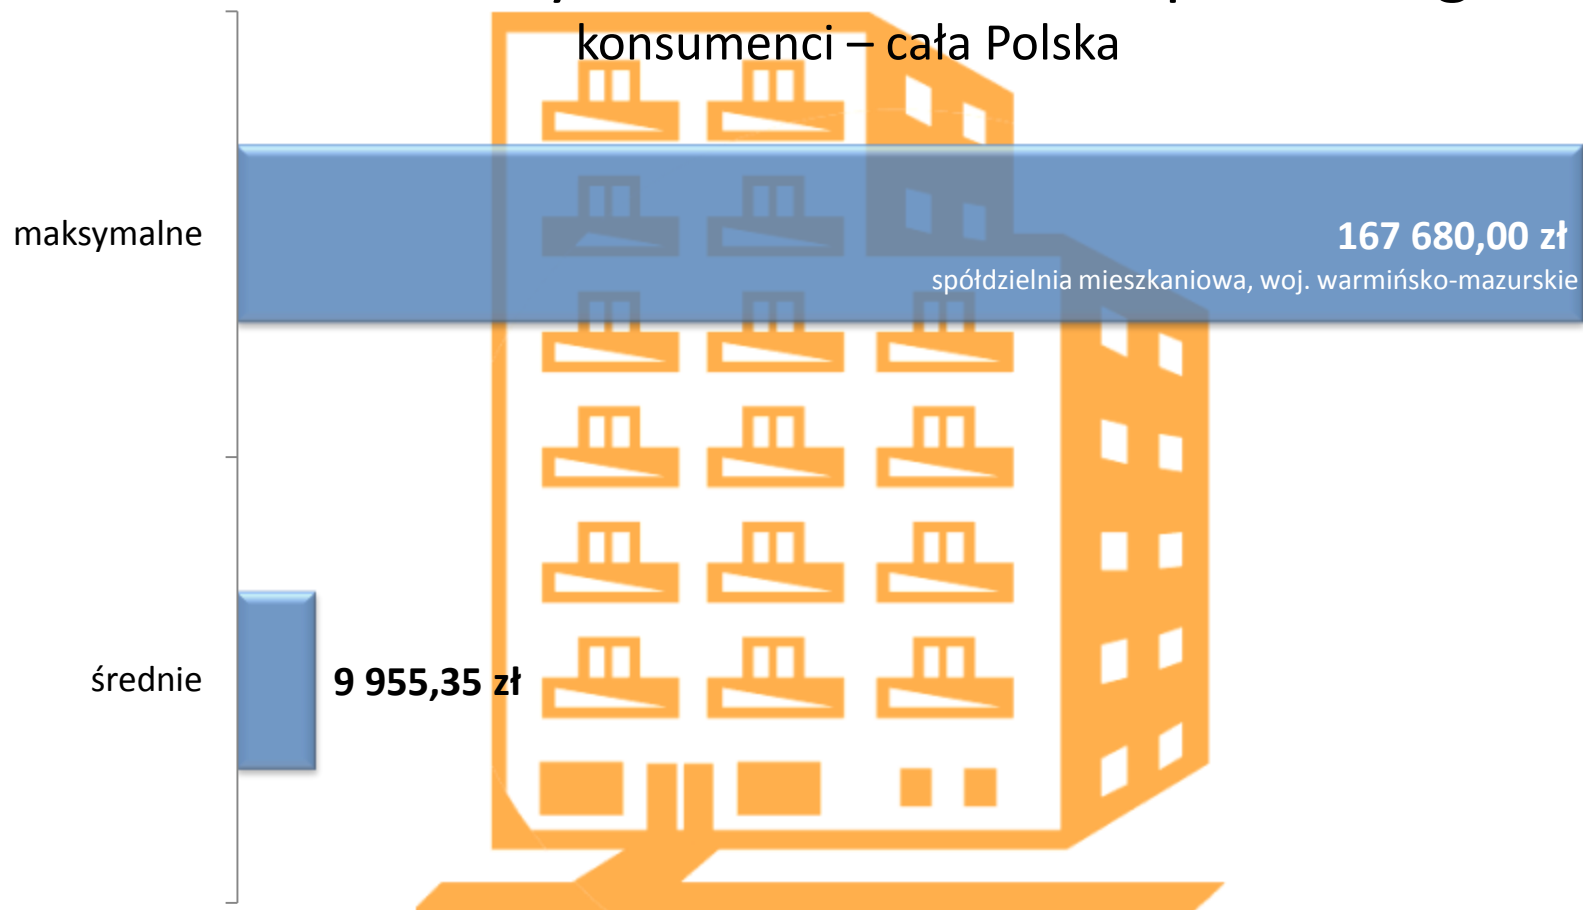 konsumenci – cała Polska
maksymalne
167 680,00 zł
spółdzielnia mieszkaniowa, woj. warmińsko-mazurskie
średnie
9 955,35 zł